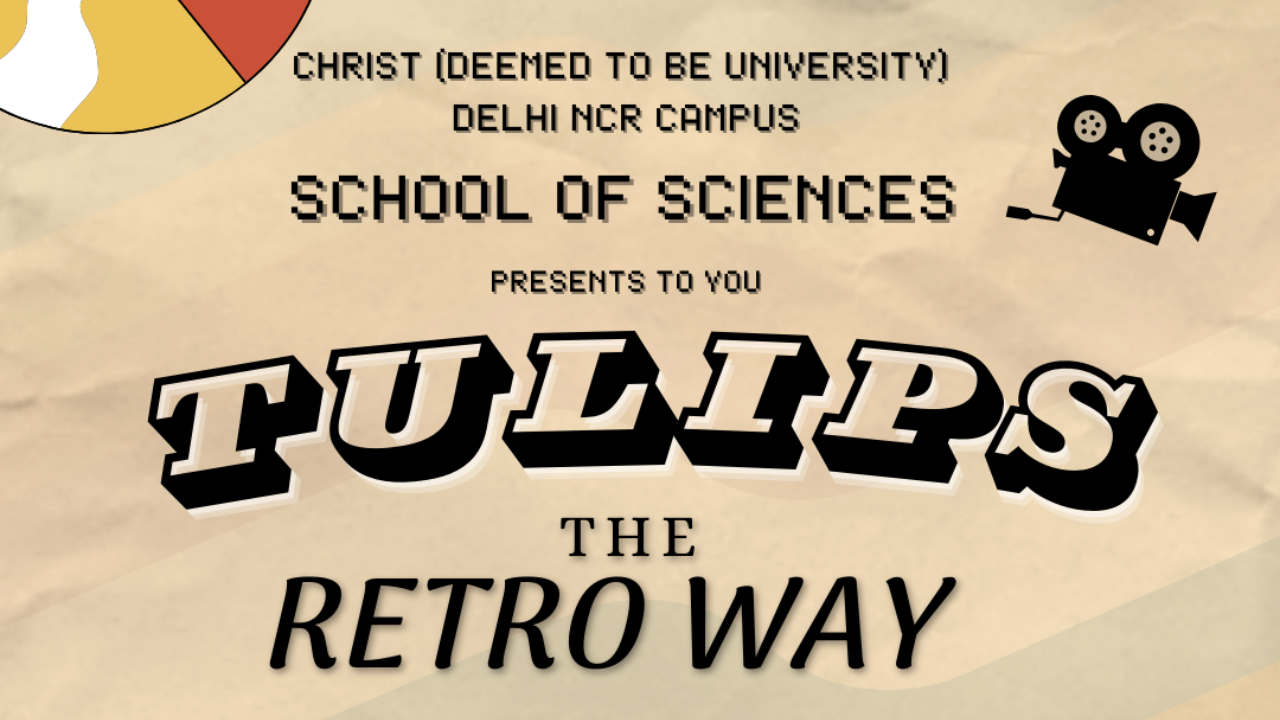 CHRIST (DEEMED TO BE UNIVERSITY)
DELHI NCR CAMPUS
SCHOOL OF SCIENCES
PRESENTS TO YOU
TULIPS
THE
RETRO WAY